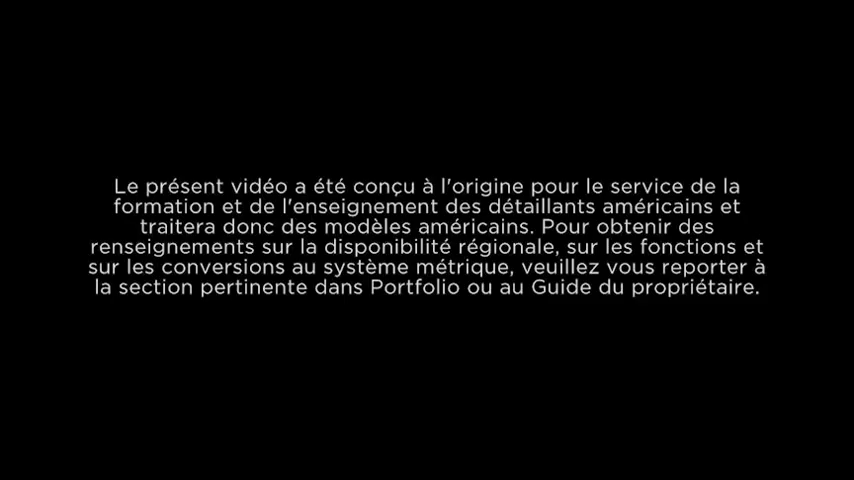 Le présent vidéo a été conçu à l'origine pour le service de la
formation et de l'enseignement des détaillants américains et
traitera donc des modèles américains. Pour obtenir des
renseignements sur la disponibilité régionale, sur les fonctions et
sur les conversions au système métrique, veuillez vous reporter à
la section pertinente dans Portfolio ou au Guide du propriétaire.